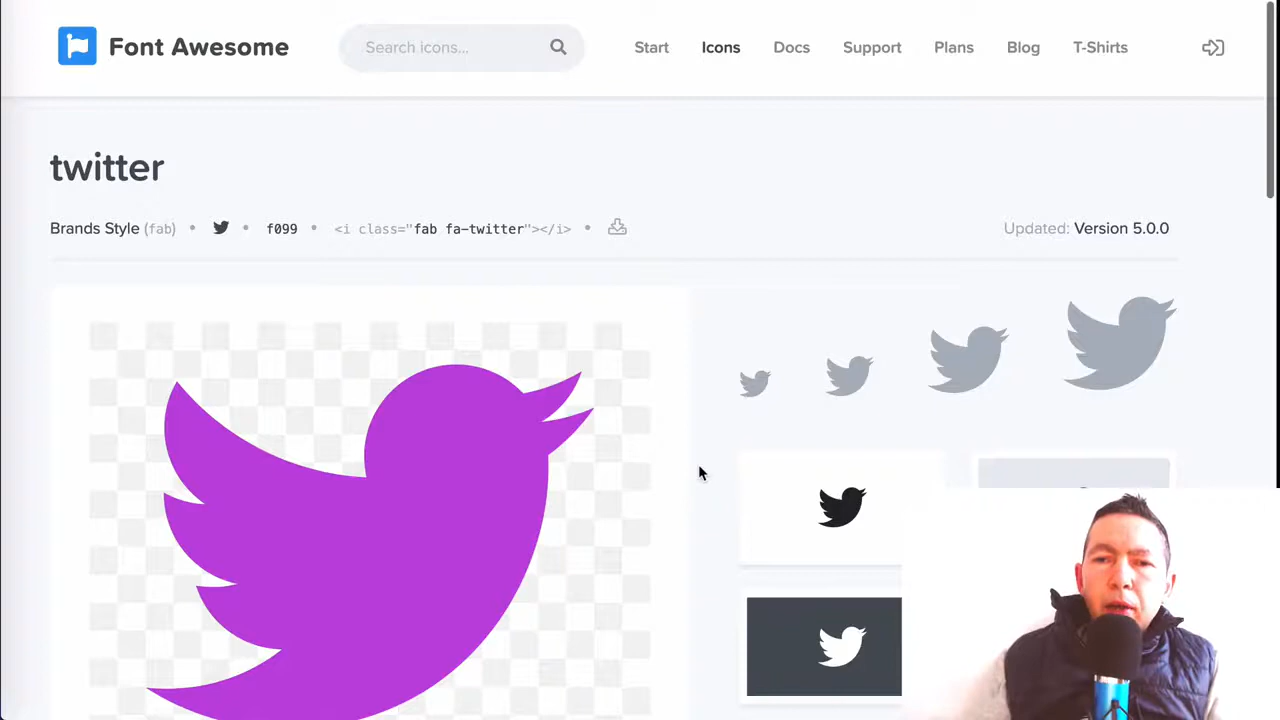 Font Awesome Search icons... Start Icons Docs Support Plans Blog T-Shirts
twitter
Brands Style (fab) • • f099 • <i class="fab fa-twitter"></i> • Updated: Version 5.0.0